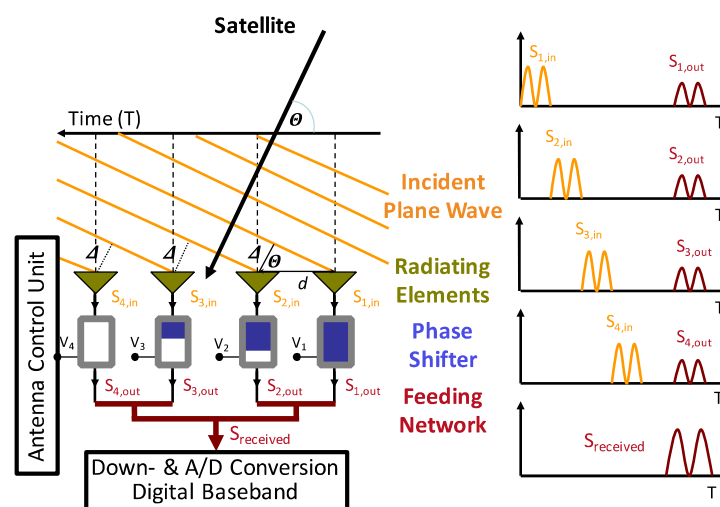 Satellite
Time (T)
Θ
Incident
Plane Wave
Δ
Δ
Δ
Θ
d
Radiating
Elements
S4,in
S3,in
S2,in
S1,in
Antenna Control Unit
V4
V3
V2
V1
Phase
Shifter
S4,out
S3,out
S2,out
S1,out
Feeding
Network
Sreceived
Down- & A/D Conversion
Digital Baseband
S1,in
S1,out
T
S2,in
S2,out
T
S3,in
S3,out
T
S4,in
S4,out
T
Sreceived
T